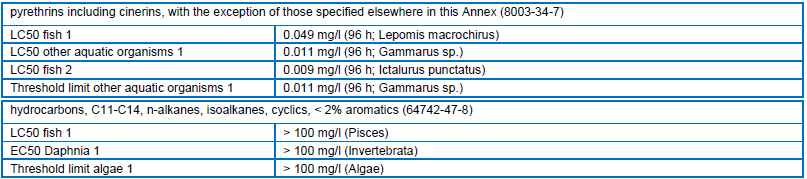 pyrethrins including cinerins, with the exception of those specified elsewhere in this Annex (8003-34-7)
LC50 fish 1 0.049 mg/l (96 h; Lepomis macrochirus)
LC50 other aquatic organisms 1 0.011 mg/l (96 h; Gammarus sp.)
LC50 fish 2 0.009 mg/l (96 h; Ictalurus punctatus)
Threshold limit other aquatic organisms 1 0.011 mg/l (96 h; Gammarus sp.)
hydrocarbons, C11-C14, n-alkanes, isoalkanes, cyclics, < 2% aromatics (64742-47-8)
LC50 fish 1 > 100 mg/l (Pisces)
EC50 Daphnia 1 > 100 mg/l (Invertebrata)
Threshold limit algae 1 > 100 mg/l (Algae)